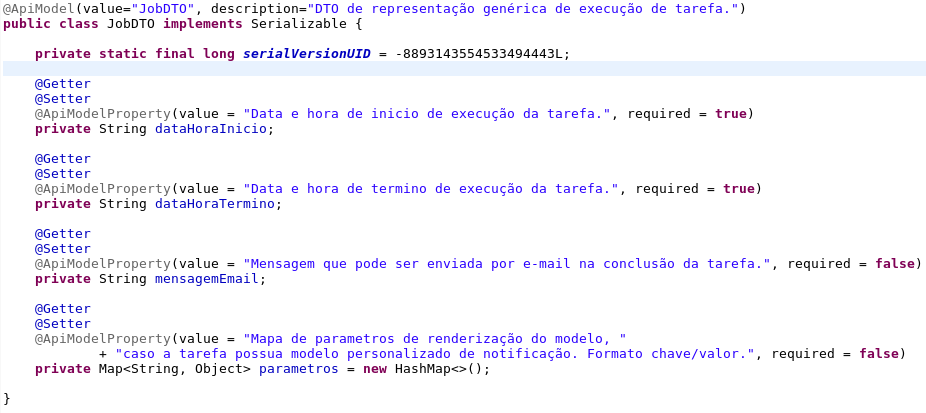 @ApiModel(value="JobDTO", description="DTO de representação genérica de execução de tarefa.")
public class JobDTO implements Serializable {
private static final long serialVersionUID = -8893143554533494443L;
@Getter
@Setter
@ApiModelProperty(value = "Data e hora de inicio de execução da tarefa.", required = true)
private String dataHoraInicio;
@Getter
@Setter
@ApiModelProperty(value = "Data e hora de termino de execução da tarefa.", required = true)
private String dataHoraTermino;
@Getter
@Setter
@ApiModelProperty(value = "Mensagem que pode ser enviada por e-mail na conclusão da tarefa.", required = false)
private String mensagemEmail;
@Getter
@Setter
@ApiModelProperty(value = "Mapa de parametros de renderização do modelo, "
+ "caso a tarefa possua modelo personalizado de notificação. Formato chave/valor.", required = false)
private Map<String, Object> parametros = new HashMap<>();
}